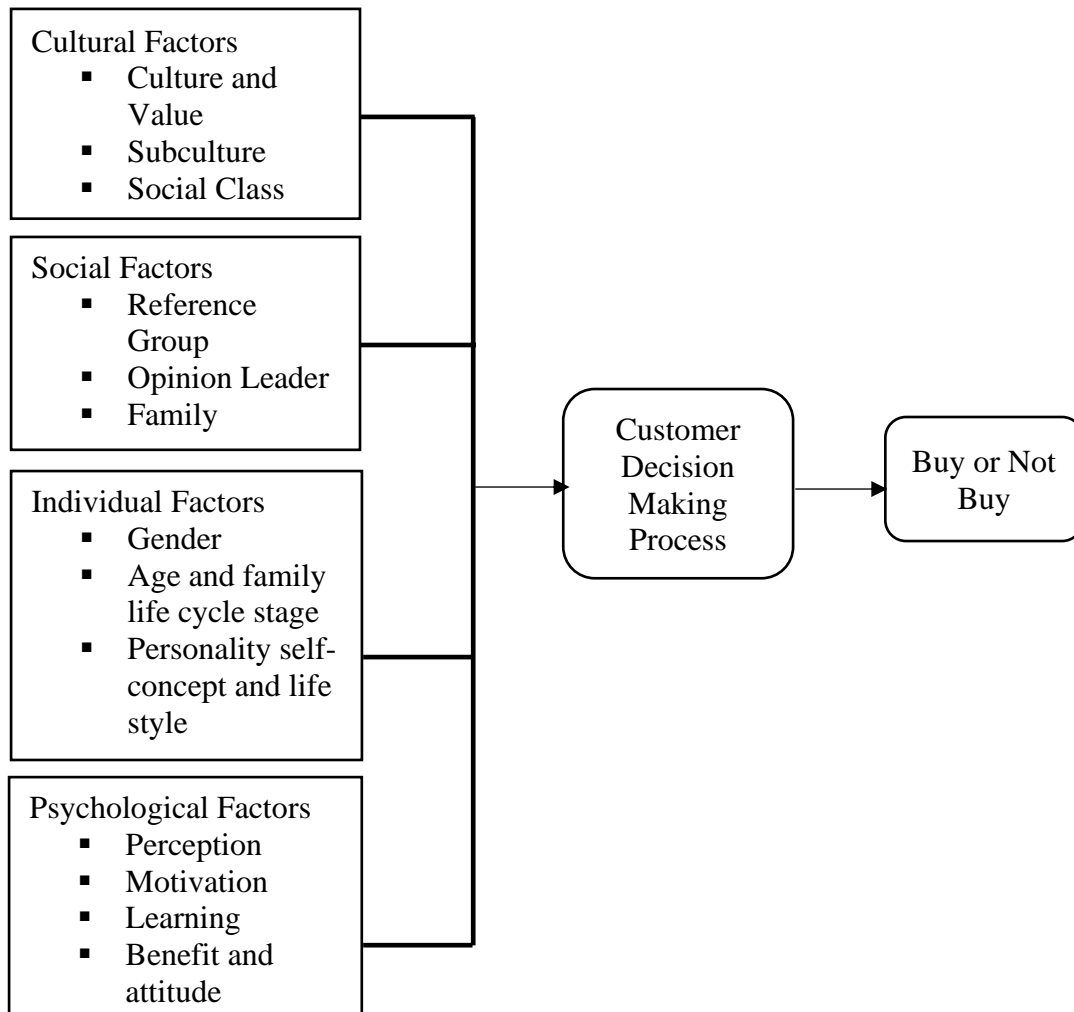 Cultural Factors
▪ Culture and
Value
▪ Subculture
▪ Social Class
Social Factors
▪ Reference
Group
▪ Opinion Leader
▪ Family
Individual Factors
▪ Gender
▪ Age and family
life cycle stage
▪ Personality self-
concept and life
style
Psychological Factors
▪ Perception
▪ Motivation
▪ Learning
▪ Benefit and
attitude
Customer
Decision
Making
Process
Buy or Not
Buy